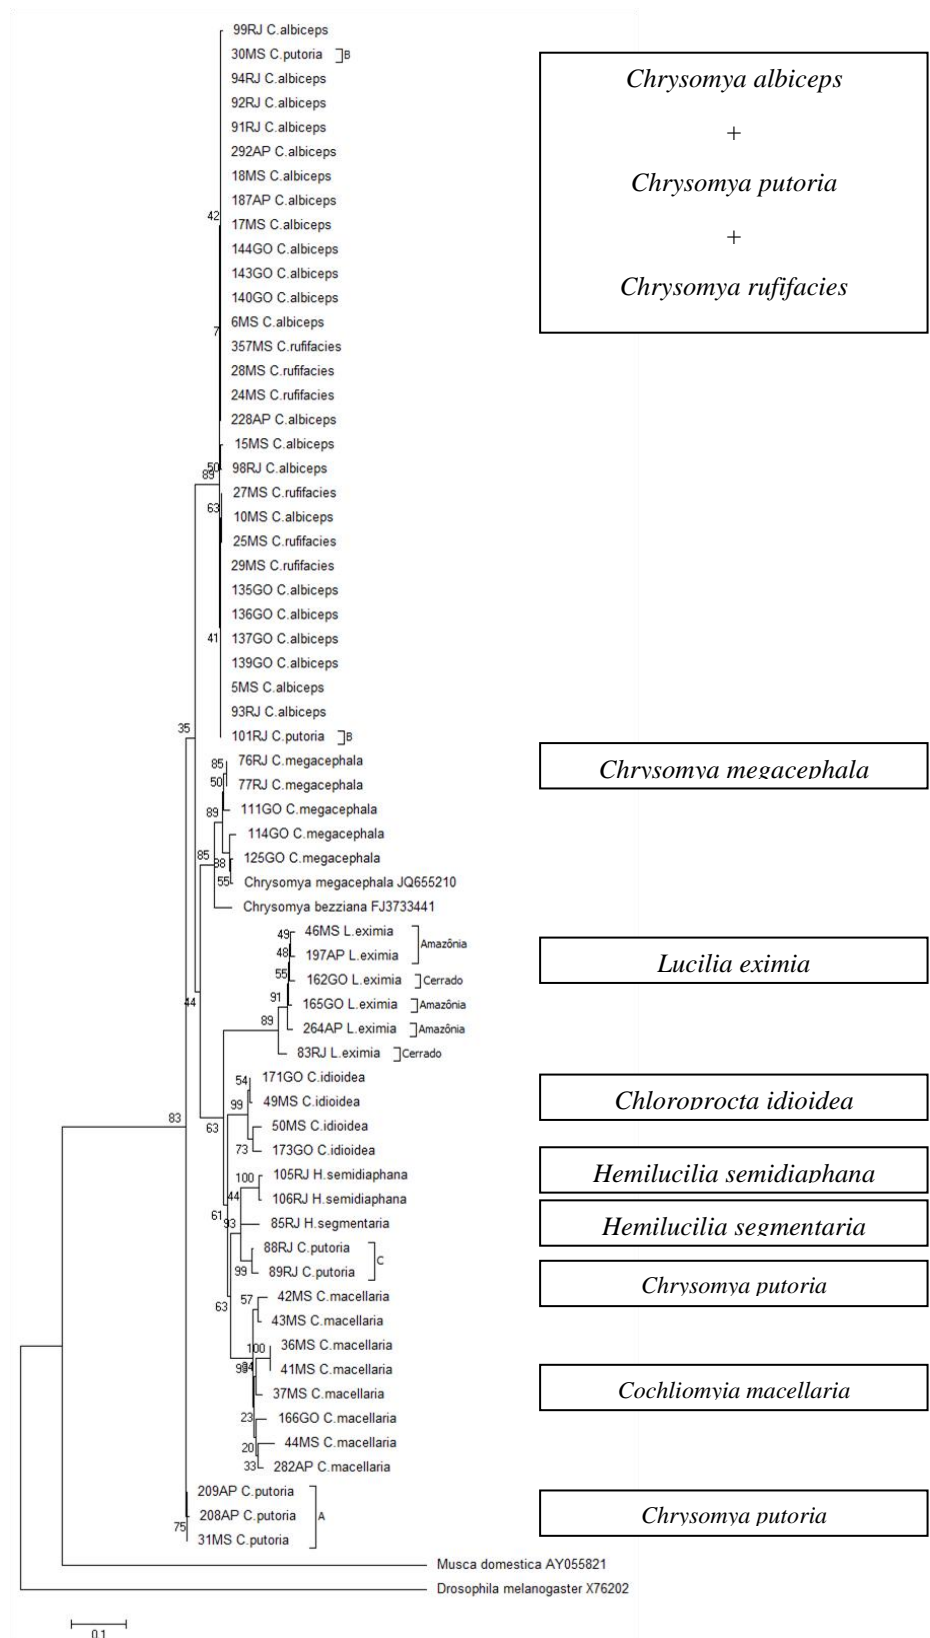 99RJ C.albiceps
30MS C.putoria B
94RJ C.albiceps
92RJ C.albiceps
91RJ C.albiceps
292AP C.albiceps
18MS C.albiceps
187AP C.albiceps
42
17MS C.albiceps
144GO C.albiceps
143GO C.albiceps
140GO C.albiceps
6MS C.albiceps
7
357MS C.rufifacies
28MS C.rufifacies
24MS C.rufifacies
228AP C.albiceps
15MS C.albiceps
50
98RJ C.albiceps
89
27MS C.rufifacies
63
10MS C.albiceps
25MS C.rufifacies
29MS C.rufifacies
135GO C.albiceps
136GO C.albiceps
41
137GO C.albiceps
139GO C.albiceps
5MS C.albiceps
93RJ C.albiceps
35
101RJ C.putoria B
85
76RJ C.megacephala
50
77RJ C.megacephala
89
111GO C.megacephala
114GO C.megacephala
85
88
125GO C.megacephala
55
Chrysomya megacephala JQ655210
Chrysomya bezziana FJ3733441
49
46MS L.eximia
Amazônia
48
197AP L.eximia
55
162GO L.eximia Cerrado
91
44
165GO L.eximia Amazônia
89
264AP L.eximia Amazônia
83RJ L.eximia Cerrado
54
171GO C.idioidea
99
49MS C.idioidea
83
63
50MS C.idioidea
73
173GO C.idioidea
100
105RJ H.semidiaphana
44
106RJ H.semidiaphana
61
93
85RJ H.segmentaria
88RJ C.putoria
C
99
89RJ C.putoria
57
42MS C.macellaria
63
43MS C.macellaria
100
36MS C.macellaria
41MS C.macellaria
37MS C.macellaria
23
166GO C.macellaria
20
44MS C.macellaria
33
282AP C.macellaria
209AP C.putoria
208AP C.putoria A
75
31MS C.putoria
Musca domestica AY055821
Drosophila melanogaster X76202
0.1
Chrysomya albiceps
+
Chrysomya putoria
+
Chrysomya rufifacies
Chrysomya megacephala
Lucilia eximia
Chloroprocta idioidea
Hemilucilia semidiaphana
Hemilucilia segmentaria
Chrysomya putoria
Cochliomyia macellaria
Chrysomya putoria